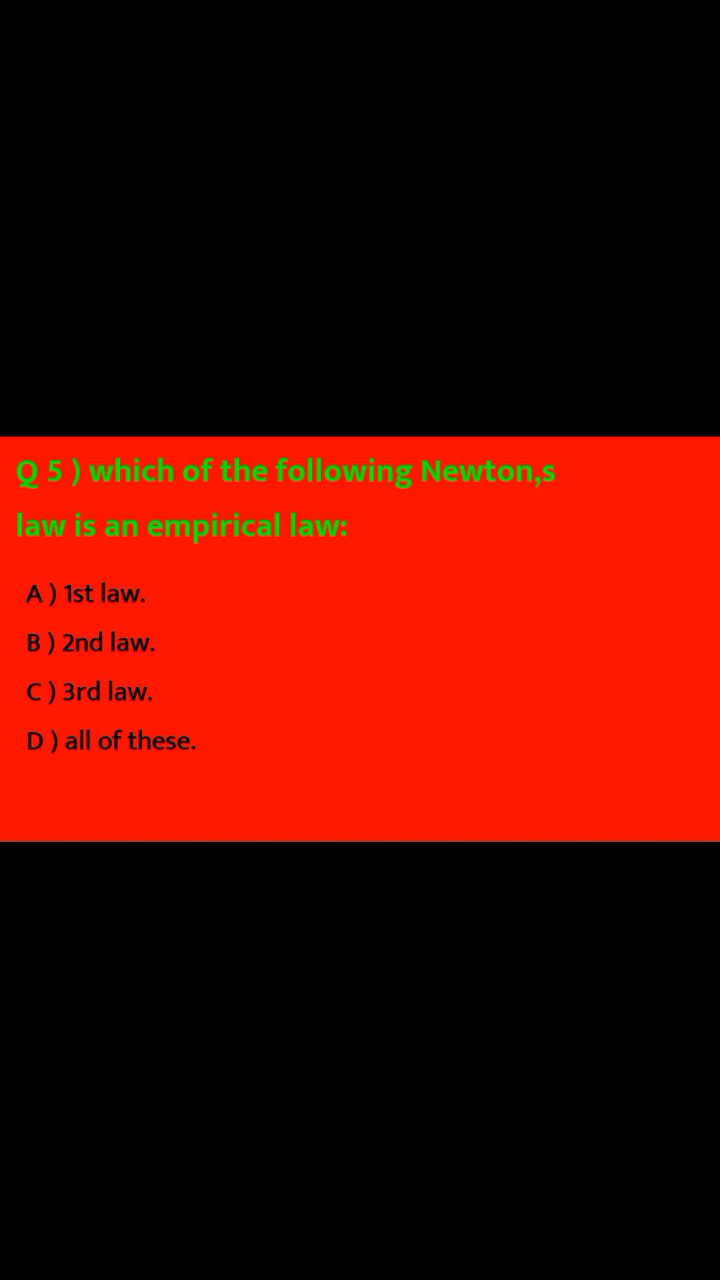 Q 5 ) which of the following Newton,s
law is an empirical law:
A ) 1st law.
B ) 2nd law.
C ) 3rd law.
D ) all of these.